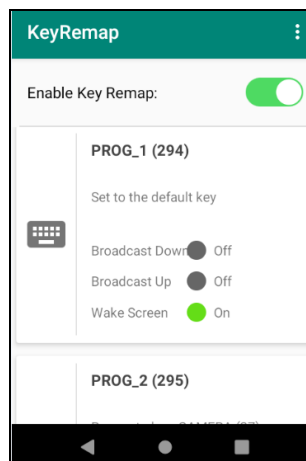 KeyRemap
Enable Key Remap:
PROG_1 (294)
Set to the default key
Broadcast Down Off
Broadcast Up Off
Wake Screen On
PROG_2 (295)